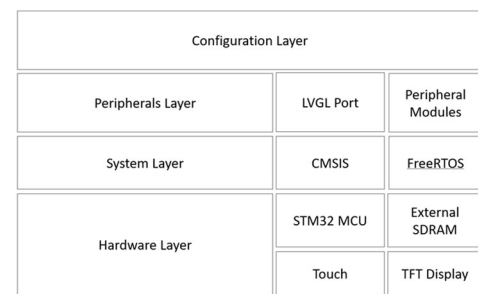 Configuration Layer
Peripherals Layer
LVGL Port
Peripheral
Modules
System Layer
CMSIS
FreeRTOS
Hardware Layer
STM32 MCU
External
SDRAM
Touch
TFT Display